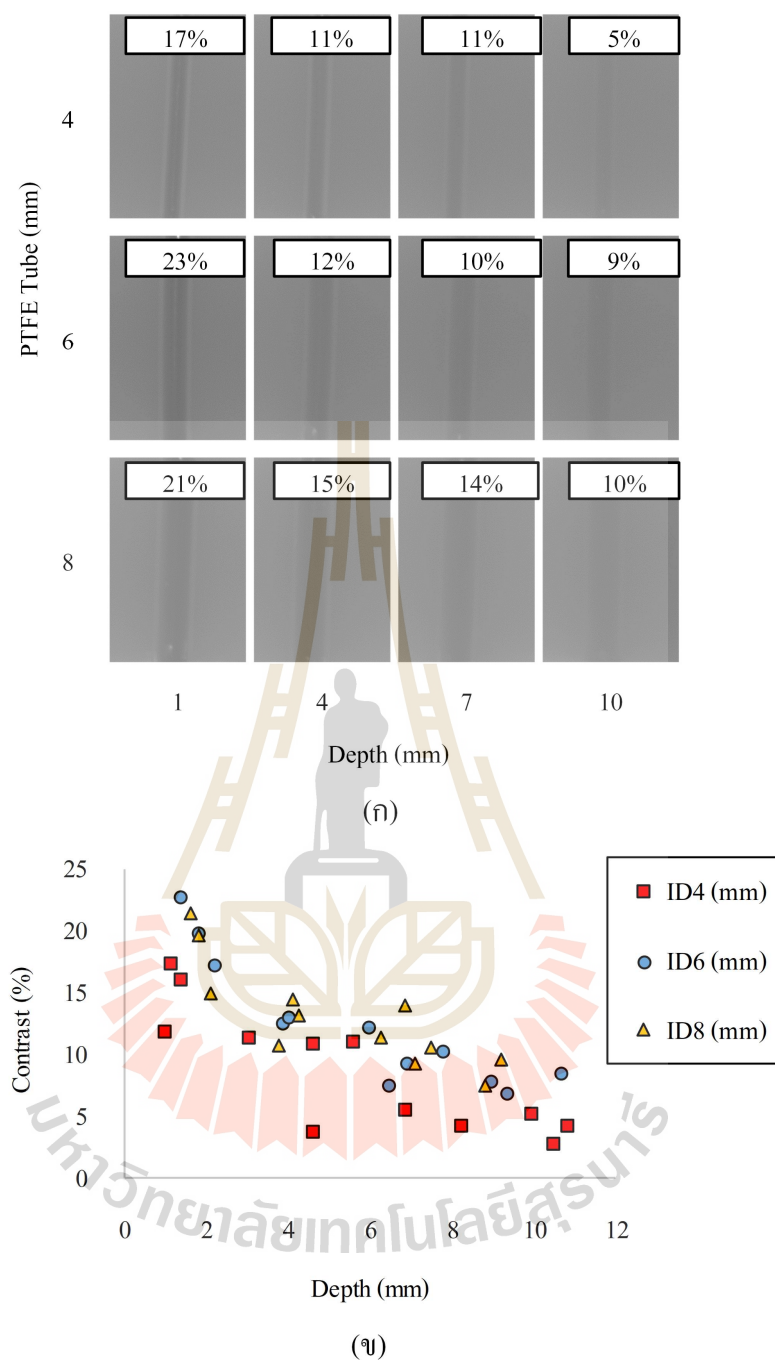 17% 11% 11% 5%
4
23% 12% 10% 9%
6
21% 15% 14% 10%
8
PTFE Tube (mm)
1 4 7 10
Depth (mm)
(ก)
25
20
15
10
5
0
Contrast (%)
0 2 4 6 8 10 12
Depth (mm)
ID4 (mm)
ID6 (mm)
ID8 (mm)
(ข)
มหาวิทยาลัยเทคโนโลยีสุรนารี